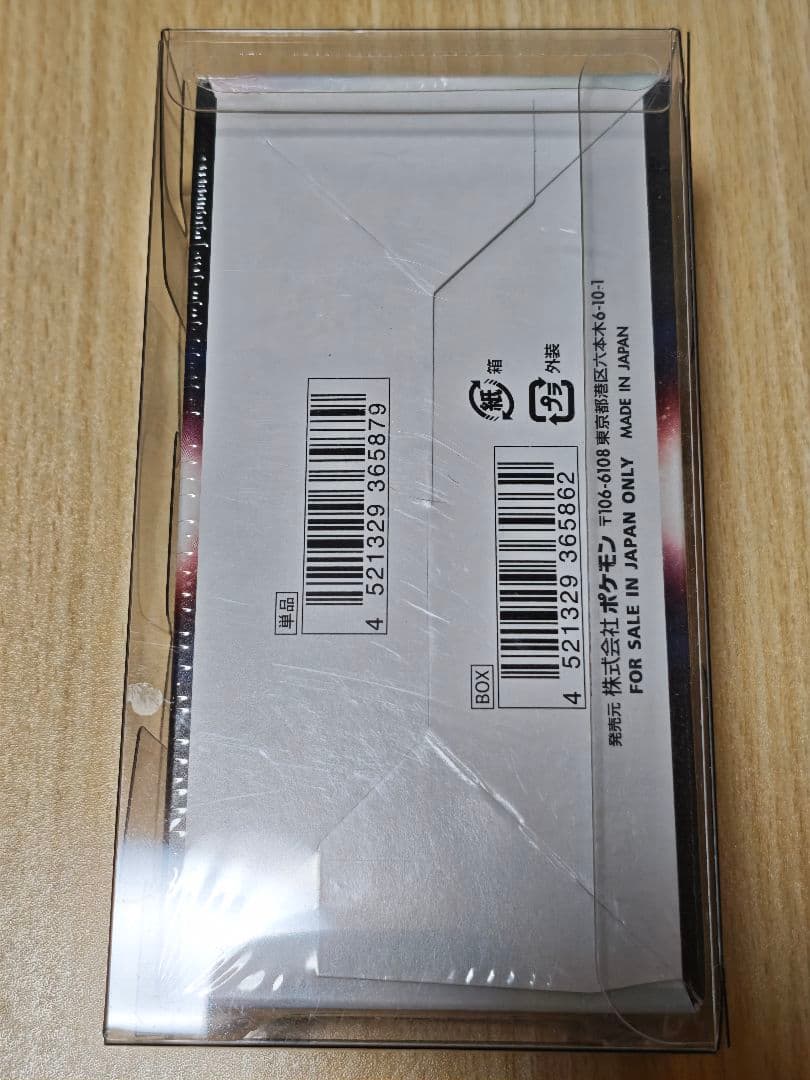 単品
4 521329 365879
BOX
4 521329 365862
紙 箱
プラ 外装
発売元 株式会社 ポケモン 〒106-6108 東京都港区六本木6-10-1
FOR SALE IN JAPAN ONLY MADE IN JAPAN